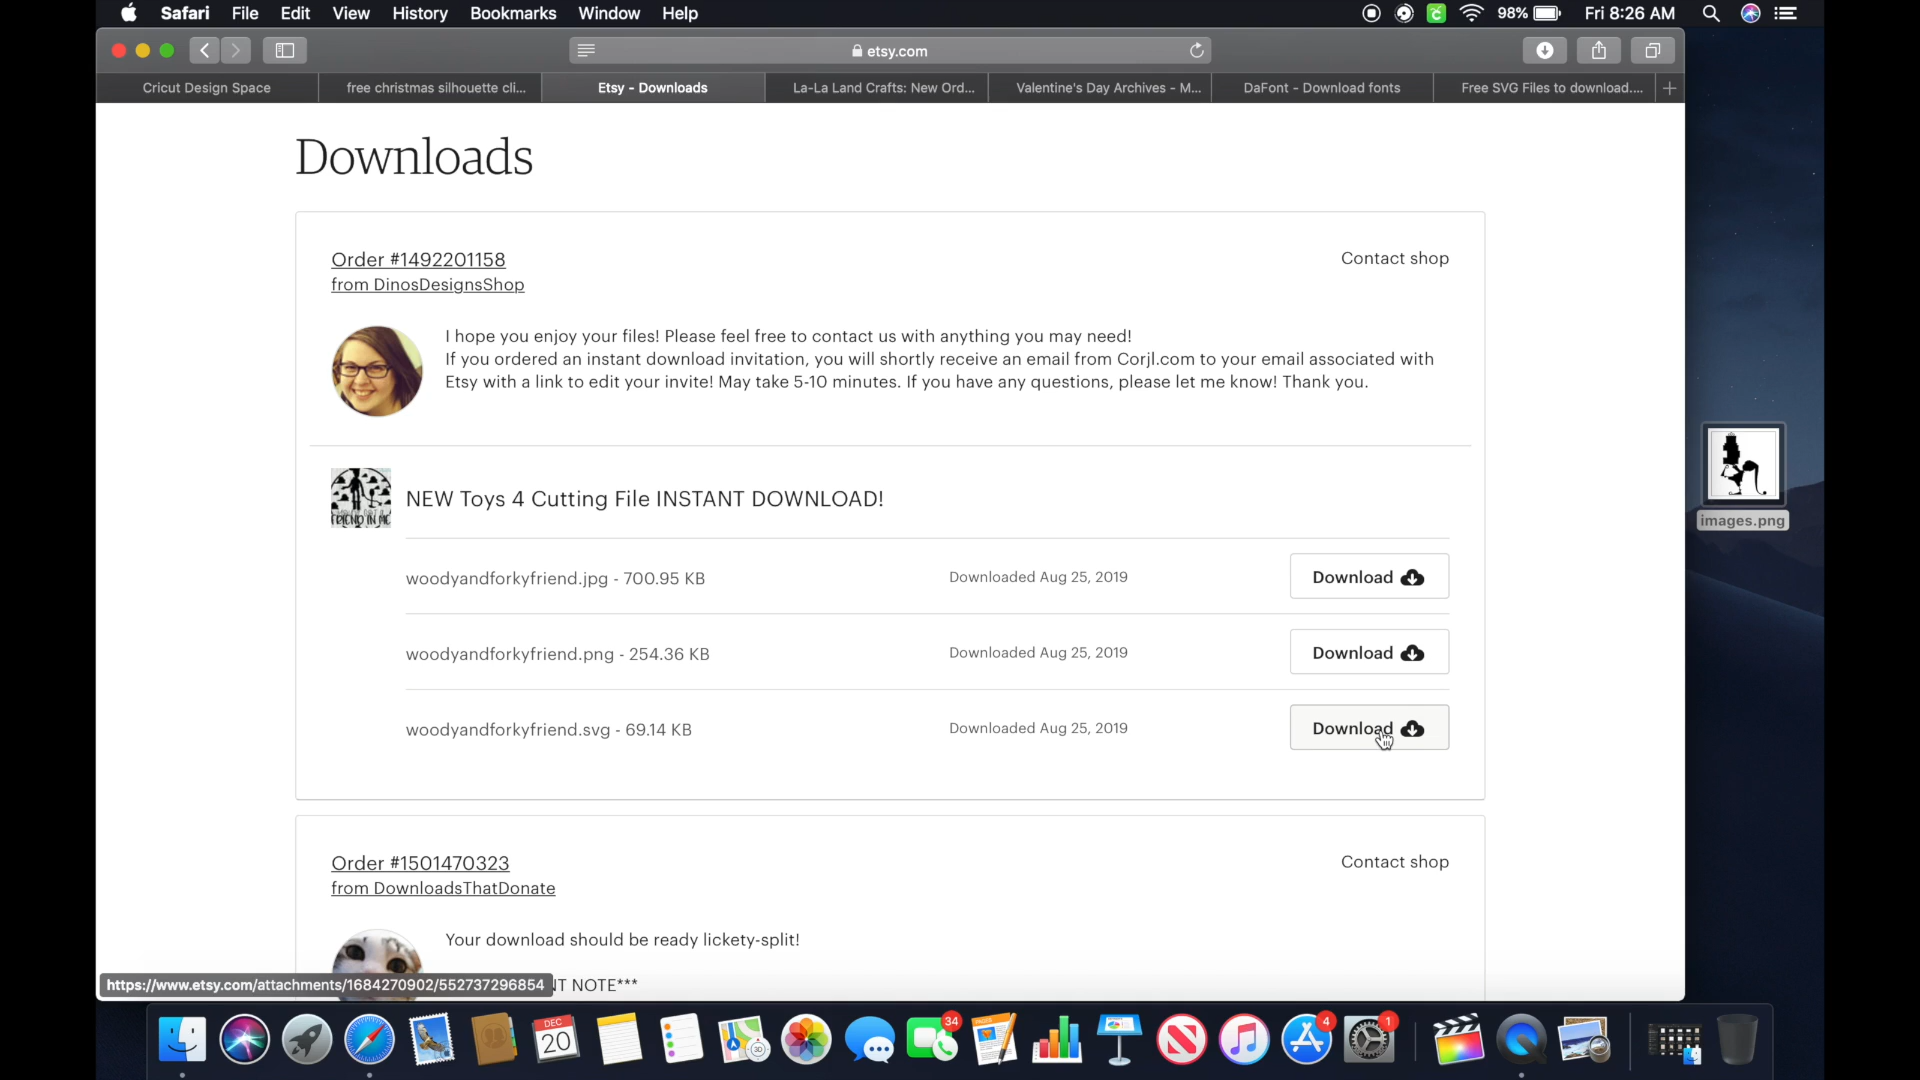 Safari File Edit View History Bookmarks Window Help 98% Fri 8:26 AM
etsy.com
Cricut Design Space free christmas silhouette cli... Etsy - Downloads La-La Land Crafts: New Ord... Valentine's Day Archives - M... DaFont - Download fonts Free SVG Files to download....
Downloads
Order #1492201158 Contact shop
from DinosDesignsShop
I hope you enjoy your files! Please feel free to contact us with anything you may need!
If you ordered an instant download invitation, you will shortly receive an email from Corjl.com to your email associated with
Etsy with a link to edit your invite! May take 5-10 minutes. If you have any questions, please let me know! Thank you.
images.png
FRIEND IN ME
NEW Toys 4 Cutting File INSTANT DOWNLOAD!
woodyandforkyfriend.jpg - 700.95 KB Downloaded Aug 25, 2019 Download
woodyandforkyfriend.png - 254.36 KB Downloaded Aug 25, 2019 Download
woodyandforkyfriend.svg - 69.14 KB Downloaded Aug 25, 2019 Download
Order #1501470323 Contact shop
from DownloadsThatDonate
Your download should be ready lickety-split!
https://www.etsy.com/attachments/1684270902/552737296854 NT NOTE***
DEC
20
3D
34
PAGES
4
1